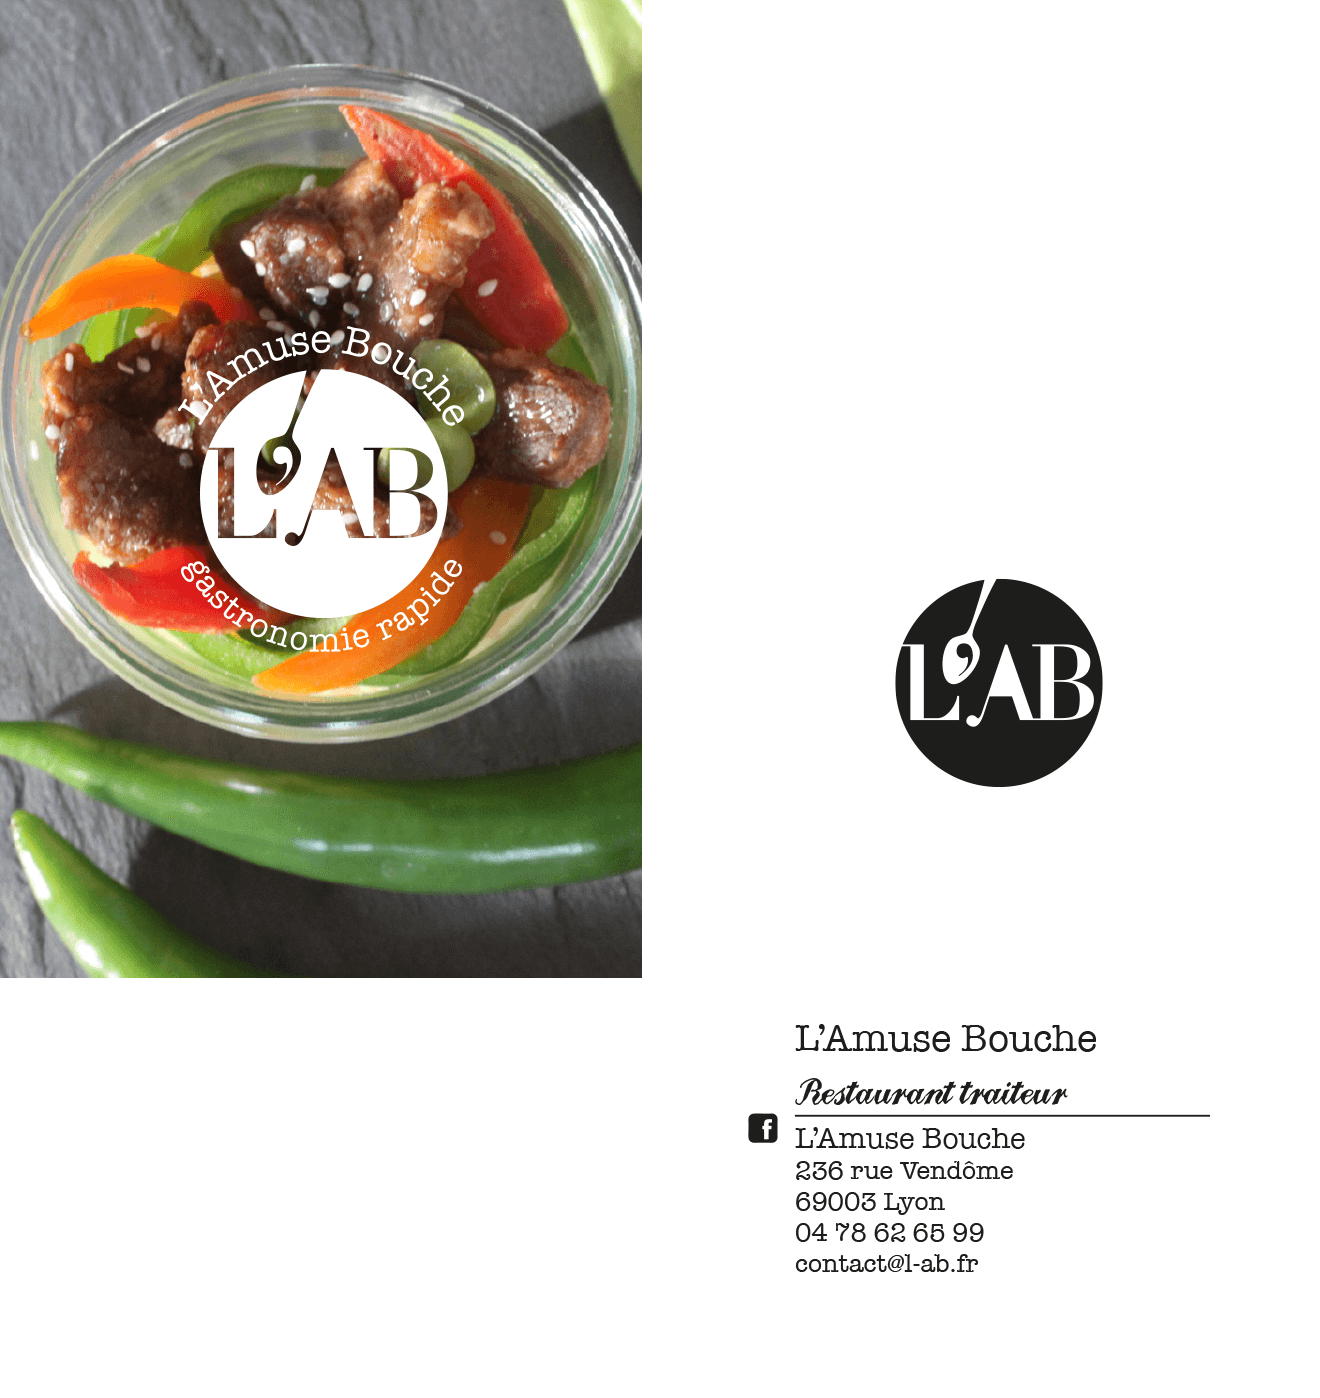 L'Amuse Bouche
L'AB
gastronomie rapide
L'AB
L'Amuse Bouche
Restaurant traiteur
f
L'Amuse Bouche
236 rue Vendôme
69003 Lyon
04 78 62 65 99
contact@l-ab.fr